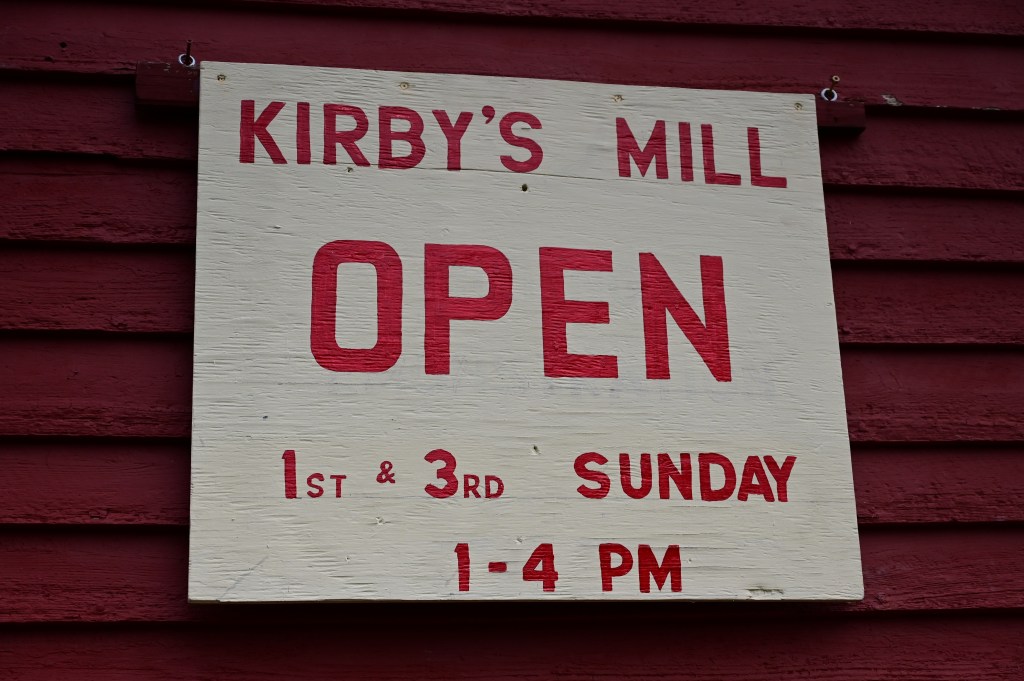 KIRBY'S MILL
OPEN
1ST & 3RD SUNDAY
1-4 PM